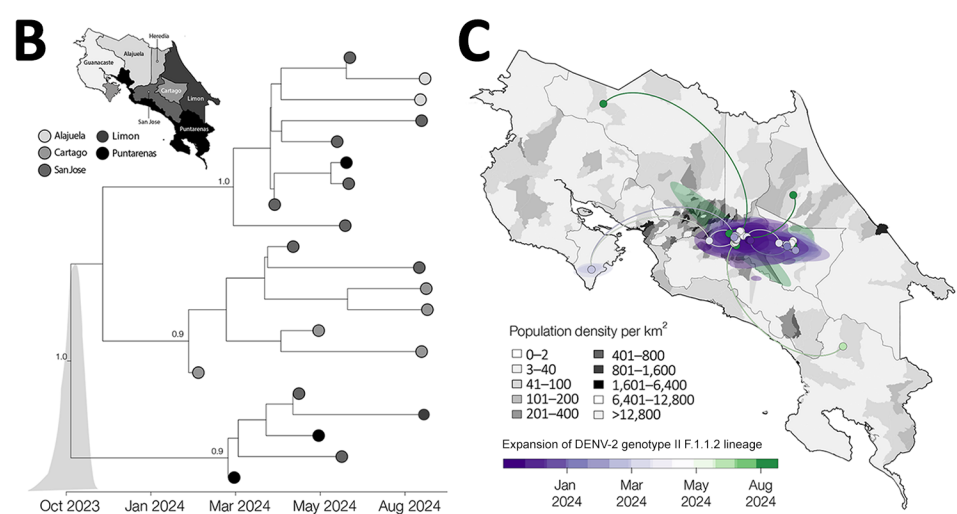 B
Heredia
Alajuela
Guanacaste
Cartago
Limon
San Jose
Puntarenas
Alajuela
Limon
Cartago
Puntarenas
SanJose
1.0
0.9
1.0
0.9
Oct 2023
Jan 2024
Mar 2024
May 2024
Aug 2024
C
Population density per km²
0–2
3–40
41–100
101–200
201–400
401–800
801–1,600
1,601–6,400
6,401–12,800
>12,800
Expansion of DENV-2 genotype II F.1.1.2 lineage
Jan
2024
Mar
2024
May
2024
Aug
2024